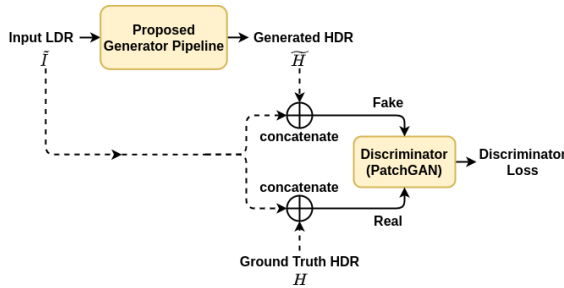 Input LDR
Ĩ
Proposed
Generator Pipeline
Generated HDR
H̃
concatenate
Fake
Discriminator
(PatchGAN)
Discriminator
Loss
concatenate
Real
Ground Truth HDR
H